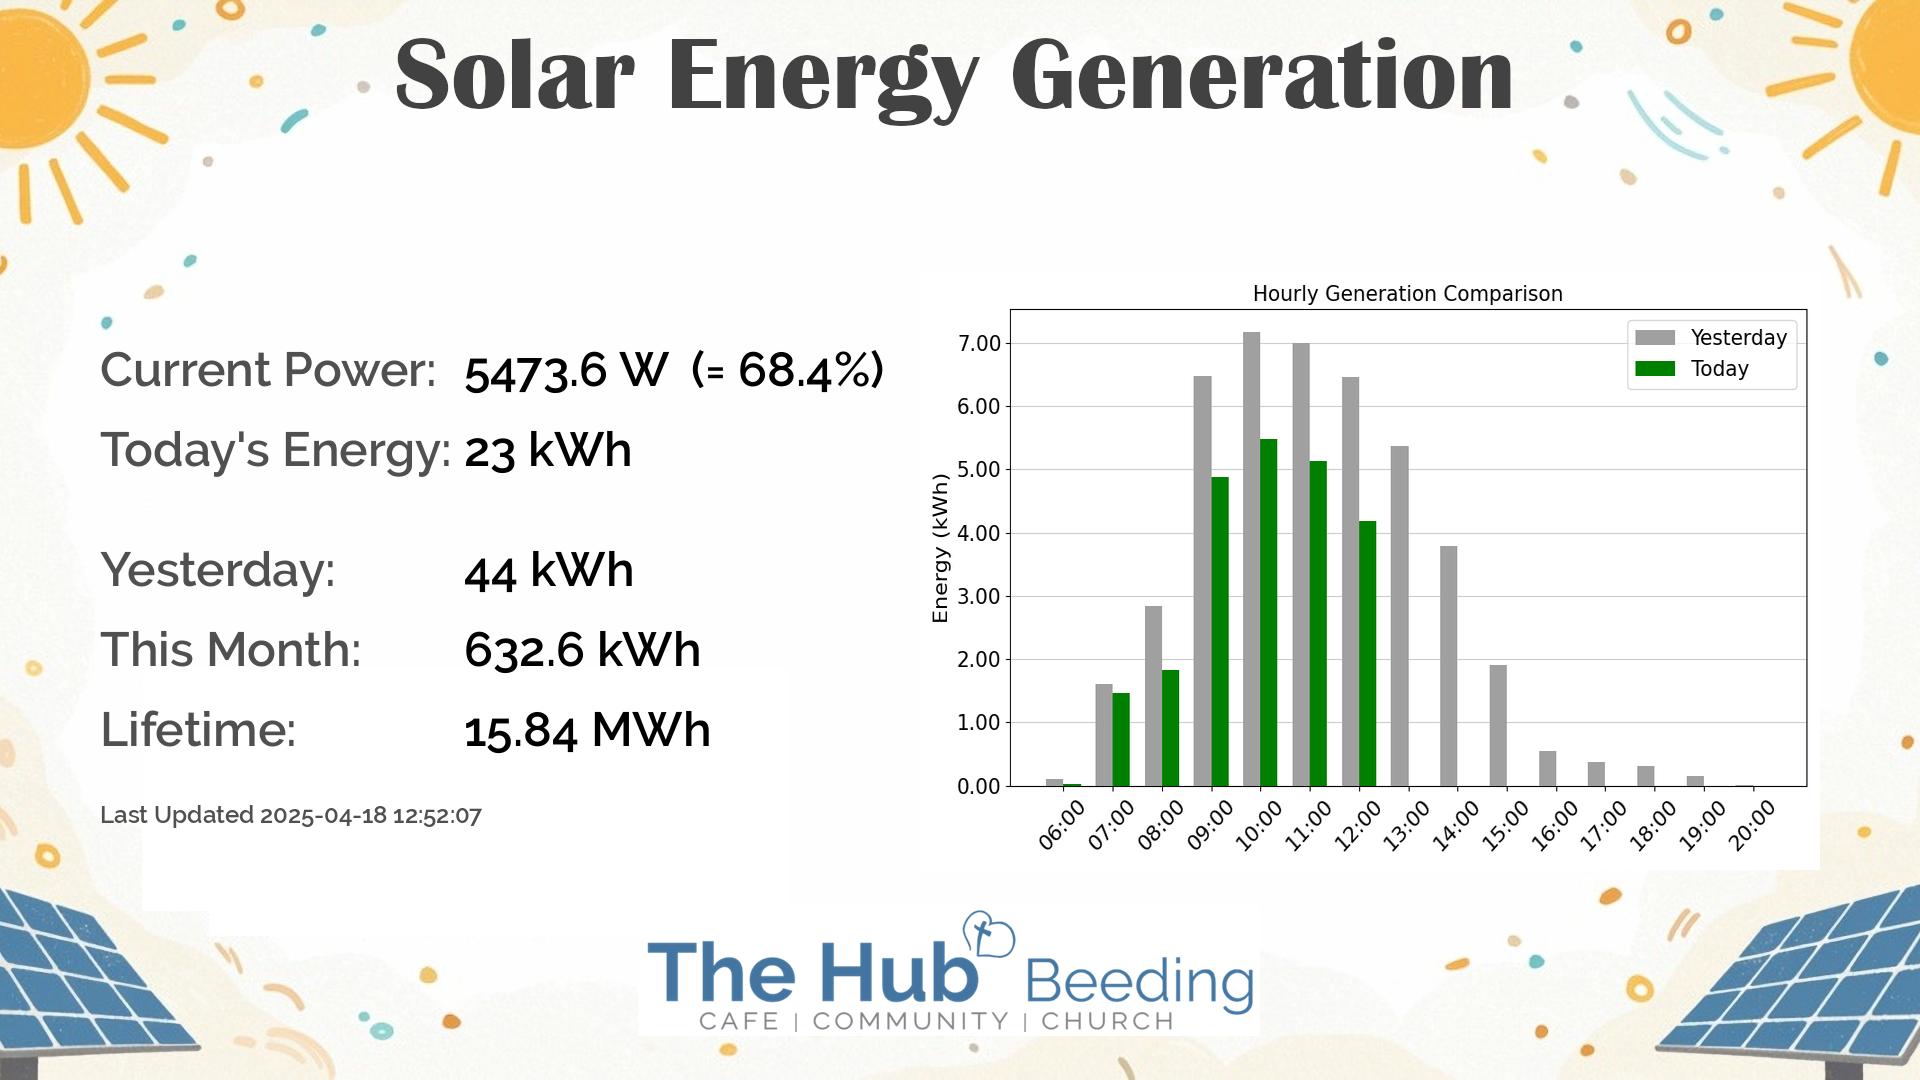 Solar Energy Generation
Current Power: 5473.6 W (= 68.4%)
Today's Energy: 23 kWh
Yesterday: 44 kWh
This Month: 632.6 kWh
Lifetime: 15.84 MWh
Last Updated 2025-04-18 12:52:07
Hourly Generation Comparison
Yesterday
Today
Energy (kWh)
7.00
6.00
5.00
4.00
3.00
2.00
1.00
0.00
06:00 07:00 08:00 09:00 10:00 11:00 12:00 13:00 14:00 15:00 16:00 17:00 18:00 19:00 20:00
The Hub Beeding
CAFE | COMMUNITY | CHURCH